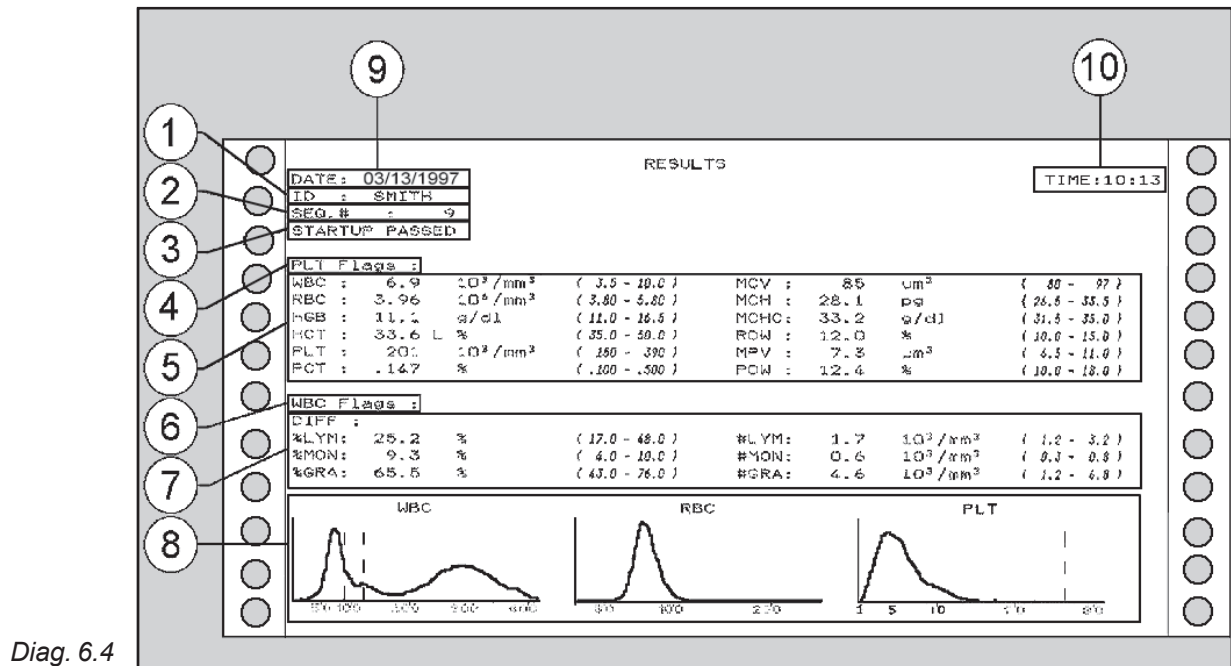 9 10
RESULTS
1 DATE: 03/13/1997 TIME:10:13
2 ID : SMITH
SEQ.# : 9
3 STARTUP PASSED
4 PLT Flags :
WBC : 6.9 10³/mm³ ( 3.5 - 10.0 ) MCV : 85 um³ ( 80 - 97 )
RBC : 3.96 10⁶/mm³ ( 3.80 - 5.80 ) MCH : 28.1 pg ( 26.5 - 33.5 )
5 HGB : 11.1 g/dl ( 11.0 - 16.5 ) MCHC: 33.2 g/dl ( 31.5 - 35.0 )
HCT : 33.6 L % ( 35.0 - 50.0 ) RDW : 12.0 % ( 10.0 - 15.0 )
PLT : 201 10³/mm³ ( 150 - 390 ) MPV : 7.3 um³ ( 6.5 - 11.0 )
PCT : .147 % ( .100 - .500 ) PDW : 12.4 % ( 10.0 - 18.0 )
6 WBC Flags :
DIFF :
7 %LYM: 25.2 % ( 17.0 - 48.0 ) #LYM: 1.7 10³/mm³ ( 1.2 - 3.2 )
%MON: 9.3 % ( 4.0 - 10.0 ) #MON: 0.6 10³/mm³ ( 0.3 - 0.8 )
%GRA: 65.5 % ( 43.0 - 76.0 ) #GRA: 4.6 10³/mm³ ( 1.2 - 6.8 )
8 WBC RBC PLT
100 200 1 5 10
Diag. 6.4